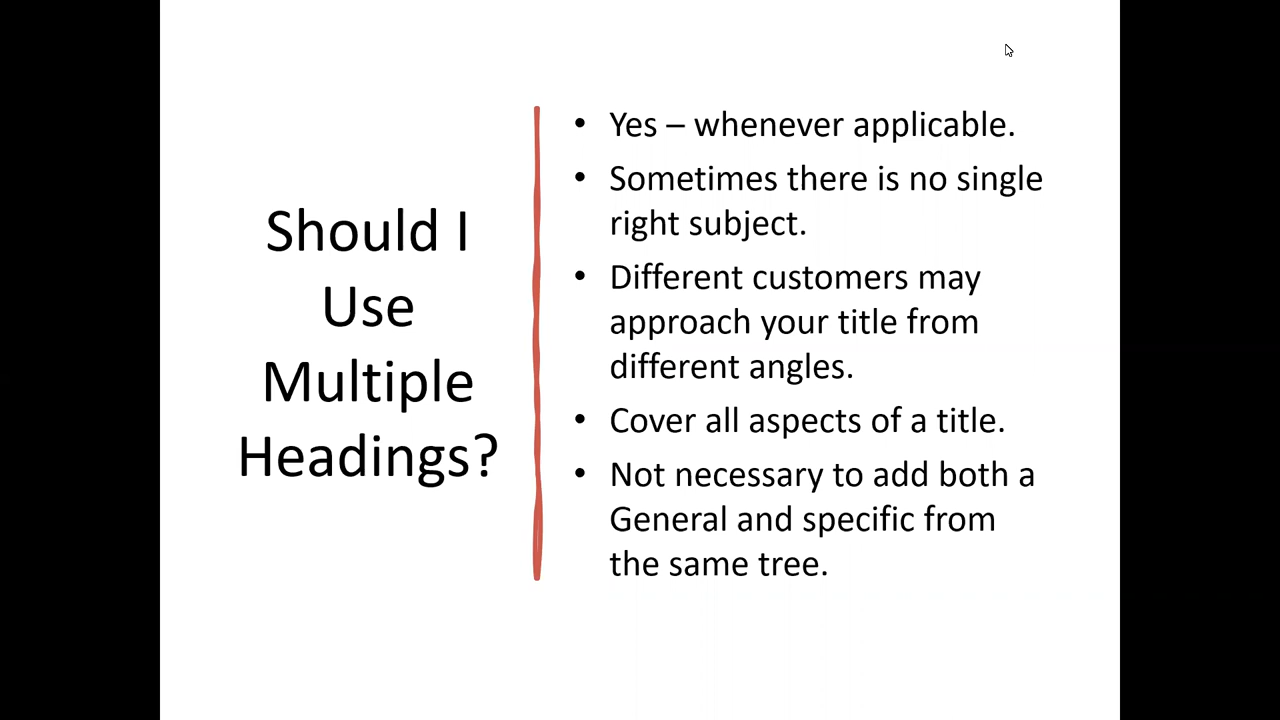 Should I
Use
Multiple
Headings?
• Yes – whenever applicable.
• Sometimes there is no single
right subject.
• Different customers may
approach your title from
different angles.
• Cover all aspects of a title.
• Not necessary to add both a
General and specific from
the same tree.